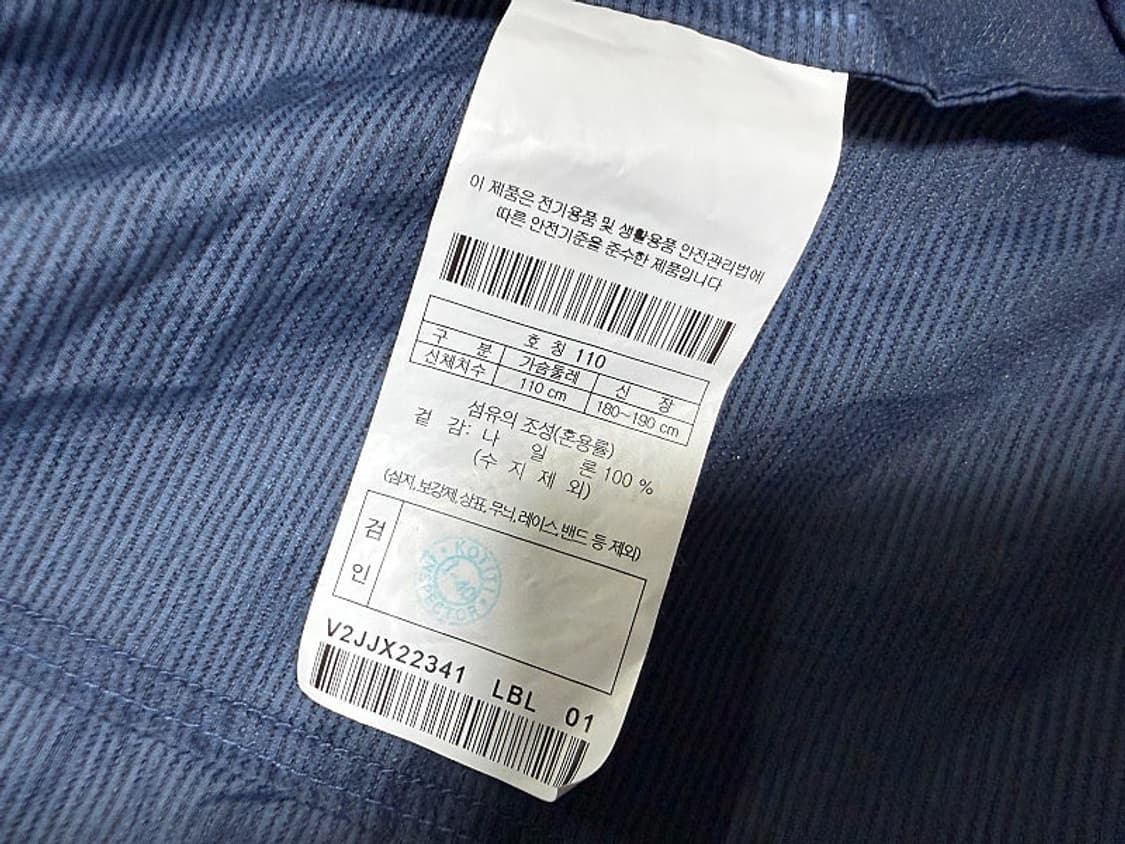 이 제품은 전기용품 및 생활용품 안전관리법에
따른 안전기준을 준수한 제품입니다
호 칭 110
구 분 가슴둘레 신 장
신체치수 110 cm 180~190 cm
섬유의 조성(혼용률)
겉 감: 나 일 론 100 %
(수 지 제 외)
(심지,보강제,상표,무늬,레이스,밴드 등 제외)
검
인
KOTITI
INSPECTOR
V2JJX22341 LBL 01